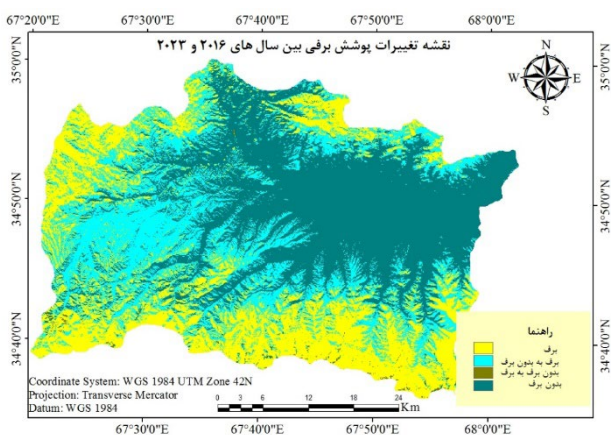 67°20'0"E
67°30'0"E
67°40'0"E
67°50'0"E
68°0'0"E
نقشه تغییرات پوشش برفی بین سال های ۲۰۱۶ و ۲۰۲۳
N
W
E
S
35°0'0"N
35°0'0"N
34°50'0"N
34°50'0"N
34°40'0"N
34°40'0"N
راهنما
برف
برف به بدون برف
بدون برف به برف
بدون برف
Coordinate System: WGS 1984 UTM Zone 42N
Projection: Transverse Mercator
Datum: WGS 1984
0 3 6 12 18 24
Km
67°30'0"E
67°40'0"E
67°50'0"E
68°0'0"E